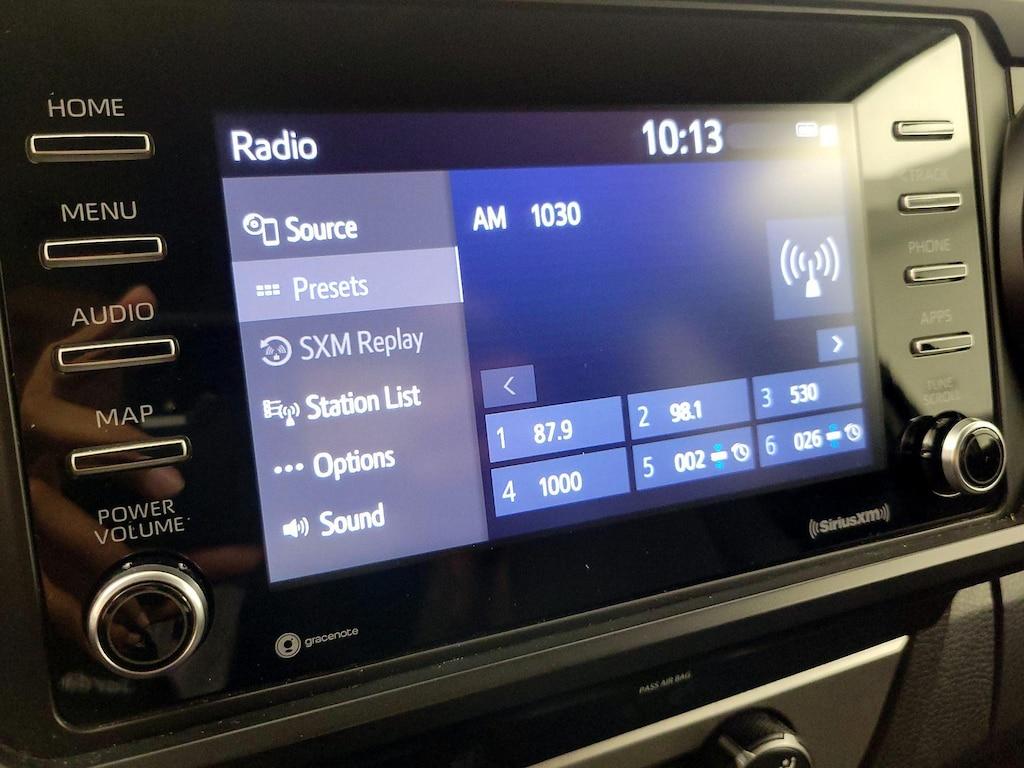 HOME
MENU
AUDIO
MAP
POWER
VOLUME
Radio
10:13
Source
Presets
SXM Replay
Station List
Options
Sound
AM 1030
1 87.9
2 98.1
3 530
4 1000
5 002
6 026
TRACK
PHONE
APPS
TUNE
SCROLL
SiriusXM
gracenote
PASS AIR BAG